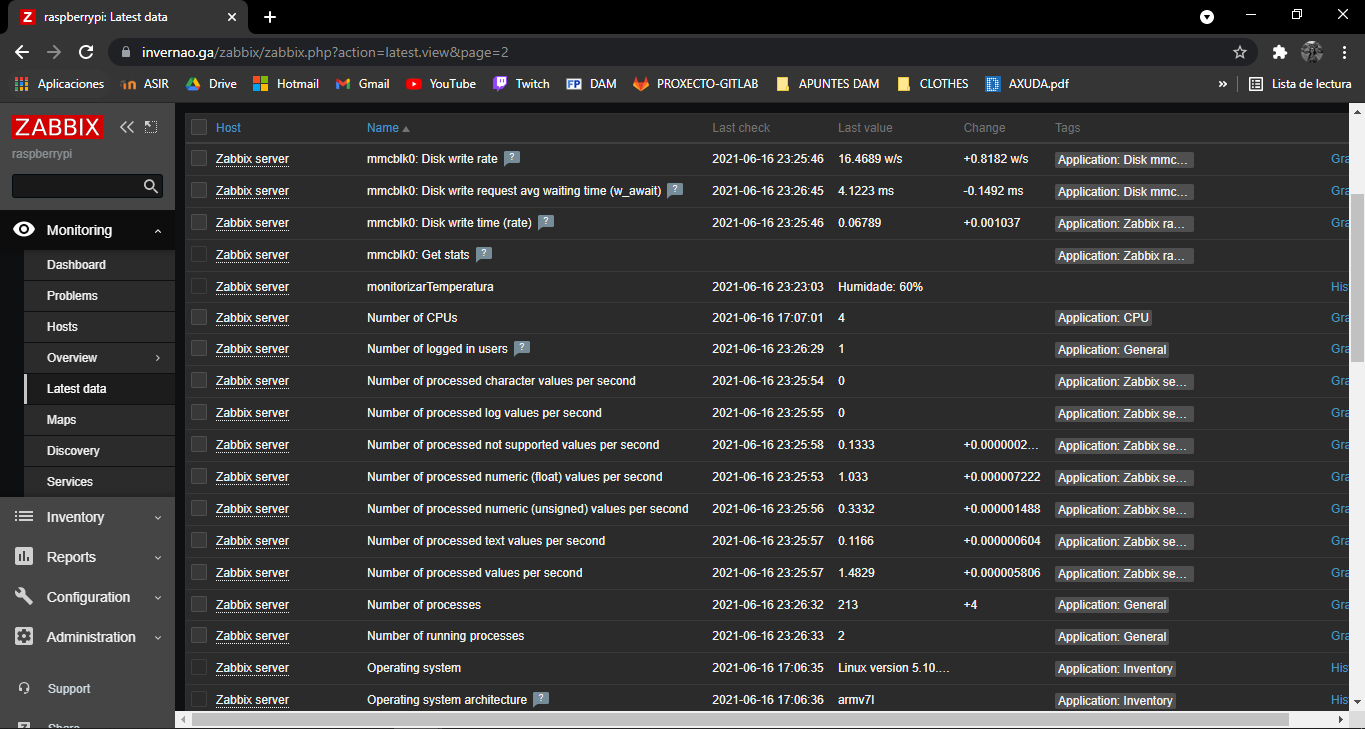 Z raspberrypi: Latest data
invernao.ga/zabbix/zabbix.php?action=latest.view&page=2
Aplicaciones ASIR Drive Hotmail Gmail YouTube Twitch FP DAM PROXECTO-GITLAB APUNTES DAM CLOTHES AXUDA.pdf » Lista de lectura
ZABBIX
raspberrypi
Monitoring
Dashboard
Problems
Hosts
Overview
Latest data
Maps
Discovery
Services
Inventory
Reports
Configuration
Administration
Support
Share
Host Name Last check Last value Change Tags
Zabbix server mmcblk0: Disk write rate ? 2021-06-16 23:25:46 16.4689 w/s +0.8182 w/s Application: Disk mmc... Gra
Zabbix server mmcblk0: Disk write request avg waiting time (w_await) ? 2021-06-16 23:26:45 4.1223 ms -0.1492 ms Application: Disk mmc... Gra
Zabbix server mmcblk0: Disk write time (rate) ? 2021-06-16 23:25:46 0.06789 +0.001037 Application: Zabbix ra... Gra
Zabbix server mmcblk0: Get stats ? Application: Zabbix ra...
Zabbix server monitorizarTemperatura 2021-06-16 23:23:03 Humidade: 60% His
Zabbix server Number of CPUs 2021-06-16 17:07:01 4 Application: CPU Gra
Zabbix server Number of logged in users ? 2021-06-16 23:26:29 1 Application: General Gra
Zabbix server Number of processed character values per second 2021-06-16 23:25:54 0 Application: Zabbix se... Gra
Zabbix server Number of processed log values per second 2021-06-16 23:25:55 0 Application: Zabbix se... Gra
Zabbix server Number of processed not supported values per second 2021-06-16 23:25:58 0.1333 +0.0000002... Application: Zabbix se... Gra
Zabbix server Number of processed numeric (float) values per second 2021-06-16 23:25:53 1.033 +0.000007222 Application: Zabbix se... Gra
Zabbix server Number of processed numeric (unsigned) values per second 2021-06-16 23:25:56 0.3332 +0.000001488 Application: Zabbix se... Gra
Zabbix server Number of processed text values per second 2021-06-16 23:25:57 0.1166 +0.000000604 Application: Zabbix se... Gra
Zabbix server Number of processed values per second 2021-06-16 23:25:57 1.4829 +0.000005806 Application: Zabbix se... Gra
Zabbix server Number of processes 2021-06-16 23:26:32 213 +4 Application: General Gra
Zabbix server Number of running processes 2021-06-16 23:26:33 2 Application: General Gra
Zabbix server Operating system 2021-06-16 17:06:35 Linux version 5.10.... Application: Inventory His
Zabbix server Operating system architecture ? 2021-06-16 17:06:36 armv7l Application: Inventory His